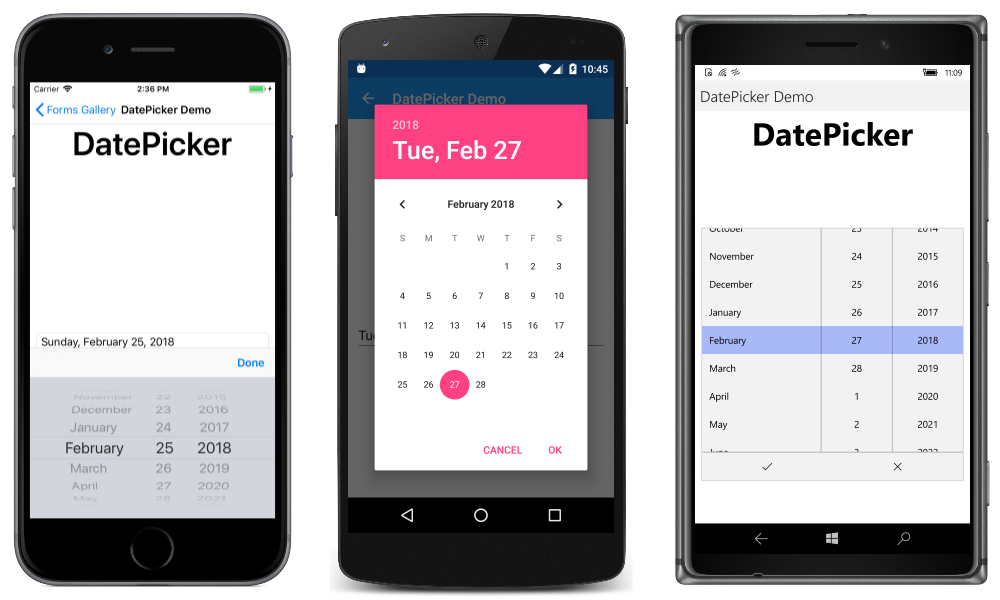 Carrier 2:36 PM
Forms Gallery DatePicker Demo
DatePicker
Sunday, February 25, 2018
Done
November 22 2015
December 23 2016
January 24 2017
February 25 2018
March 26 2019
April 27 2020
May 28 2021
10:45
DatePicker Demo
2018
Tue, Feb 27
February 2018
S M T W T F S
1 2 3
4 5 6 7 8 9 10
11 12 13 14 15 16 17
18 19 20 21 22 23 24
25 26 27 28
Tu
CANCEL OK
11:09
DatePicker Demo
DatePicker
October 23 2014
November 24 2015
December 25 2016
January 26 2017
February 27 2018
March 28 2019
April 1 2020
May 2 2021
June 3 2022